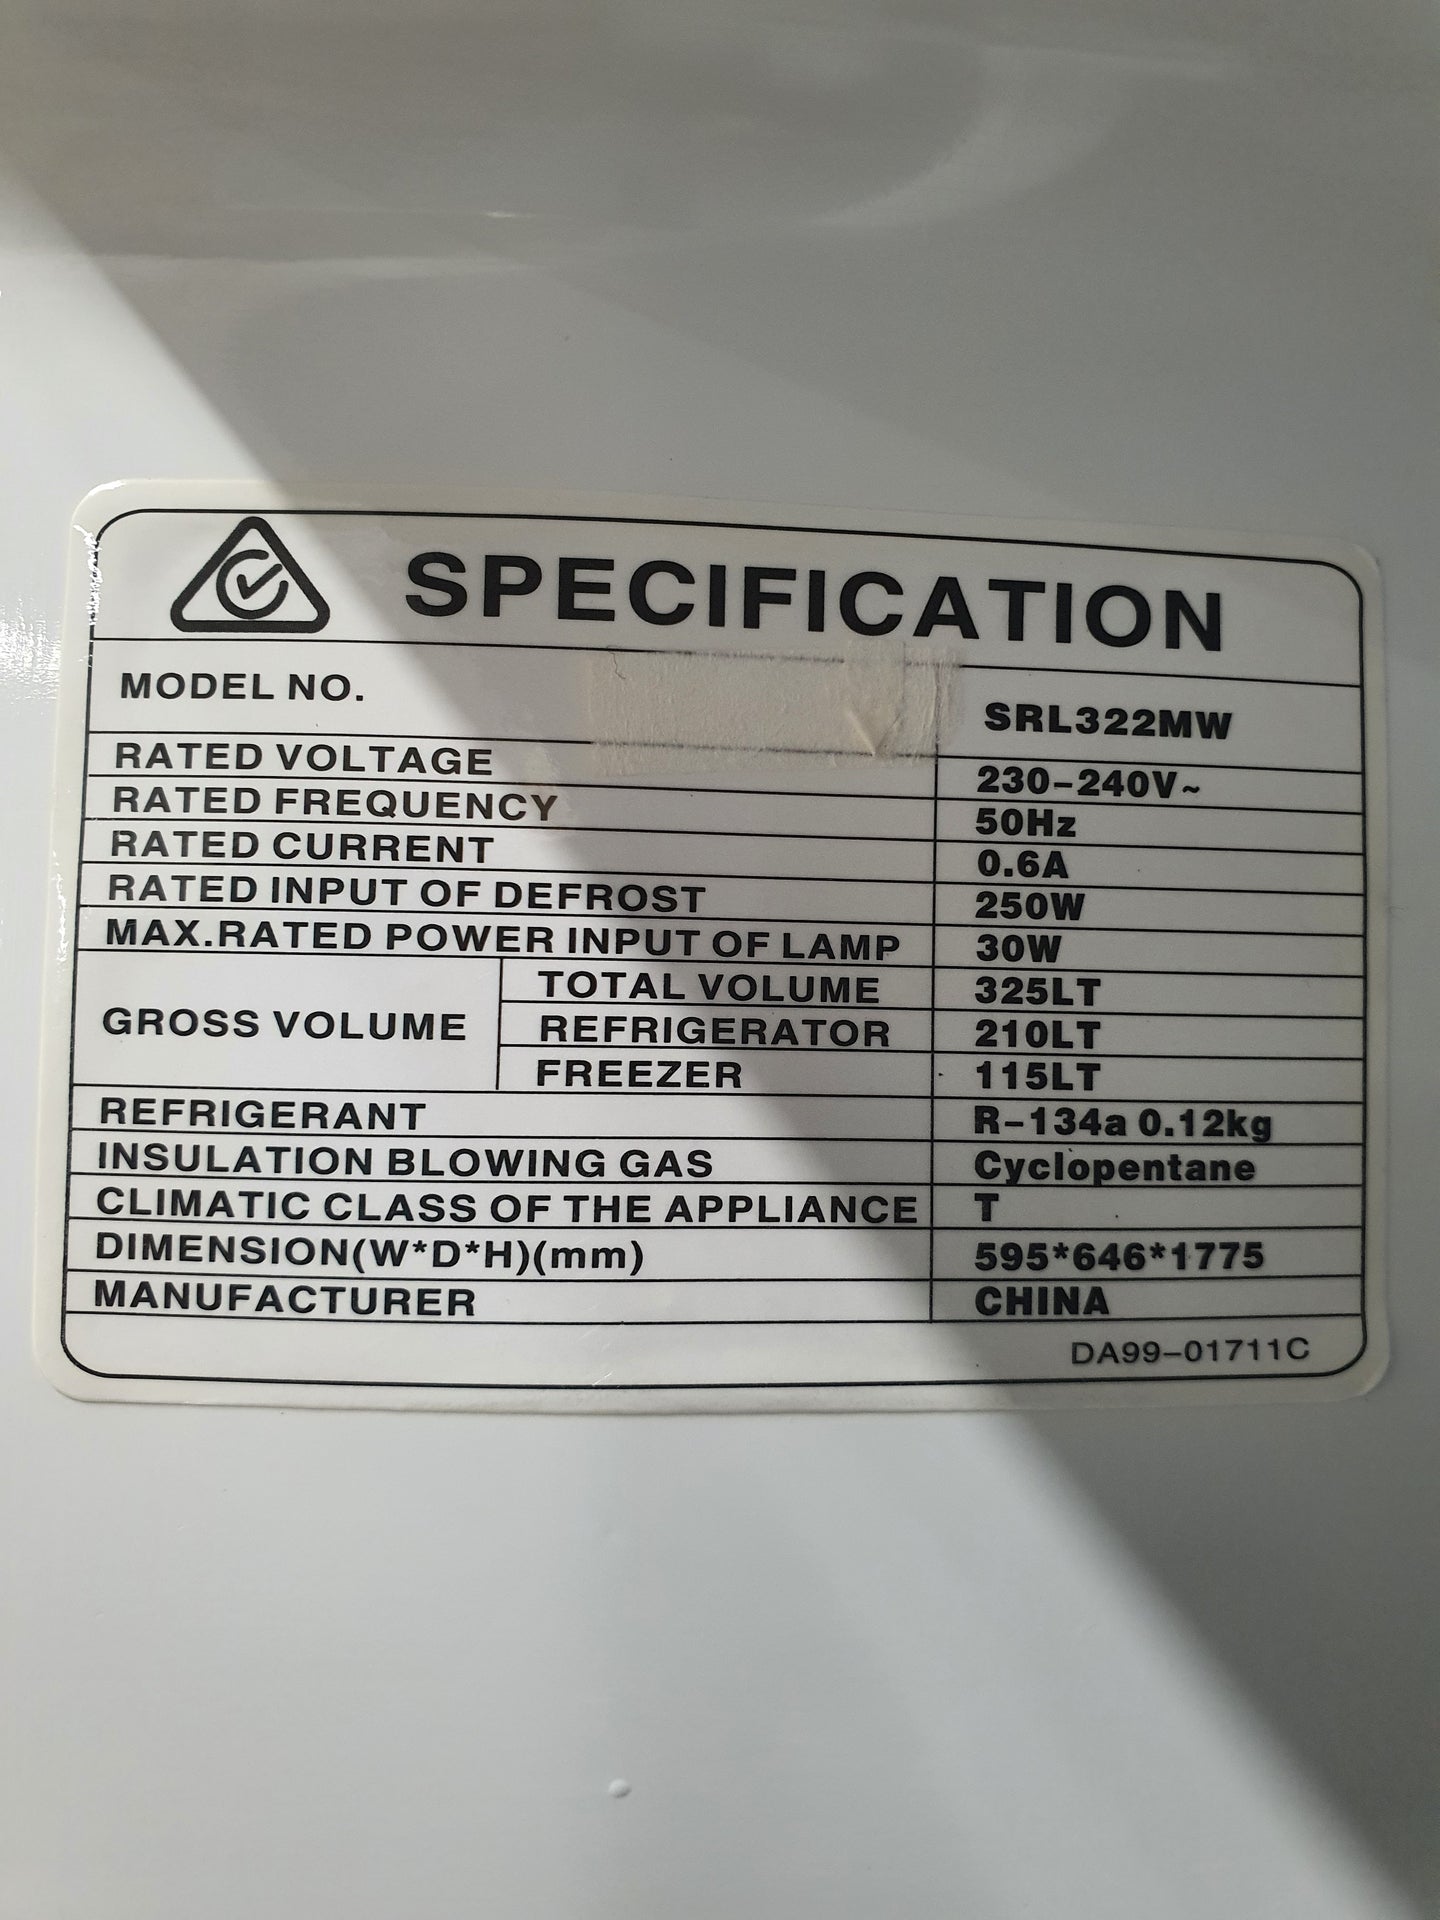 SPECIFICATION
MODEL NO. SRL322MW
RATED VOLTAGE 230-240V~
RATED FREQUENCY 50Hz
RATED CURRENT 0.6A
RATED INPUT OF DEFROST 250W
MAX.RATED POWER INPUT OF LAMP 30W
GROSS VOLUME
TOTAL VOLUME 325LT
REFRIGERATOR 210LT
FREEZER 115LT
REFRIGERANT R-134a 0.12kg
INSULATION BLOWING GAS Cyclopentane
CLIMATIC CLASS OF THE APPLIANCE T
DIMENSION(W*D*H)(mm) 595*646*1775
MANUFACTURER CHINA
DA99-01711C